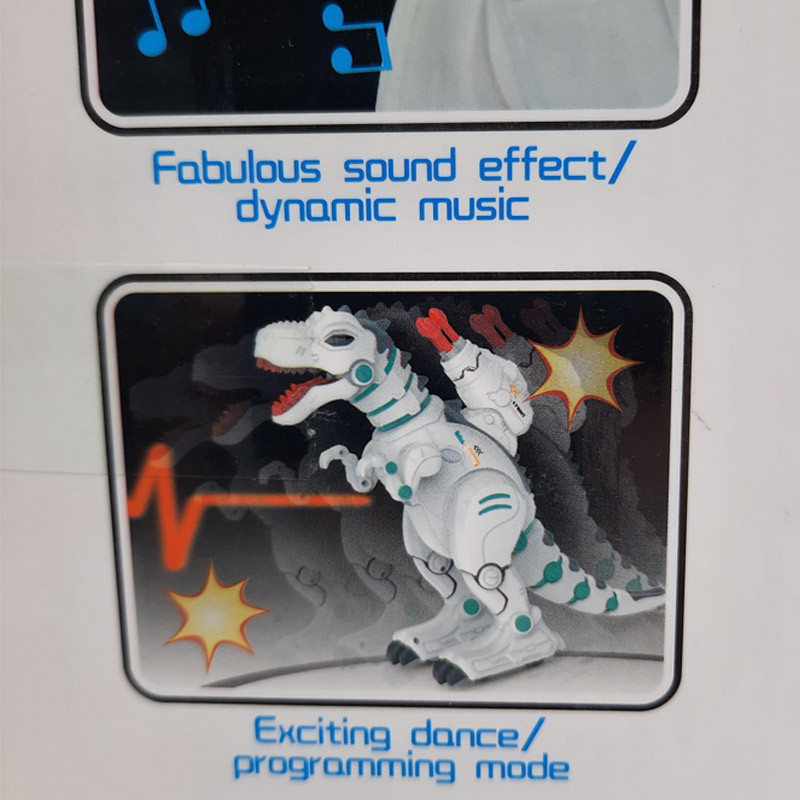 Fabulous sound effect/
dynamic music
Exciting dance/
programming mode